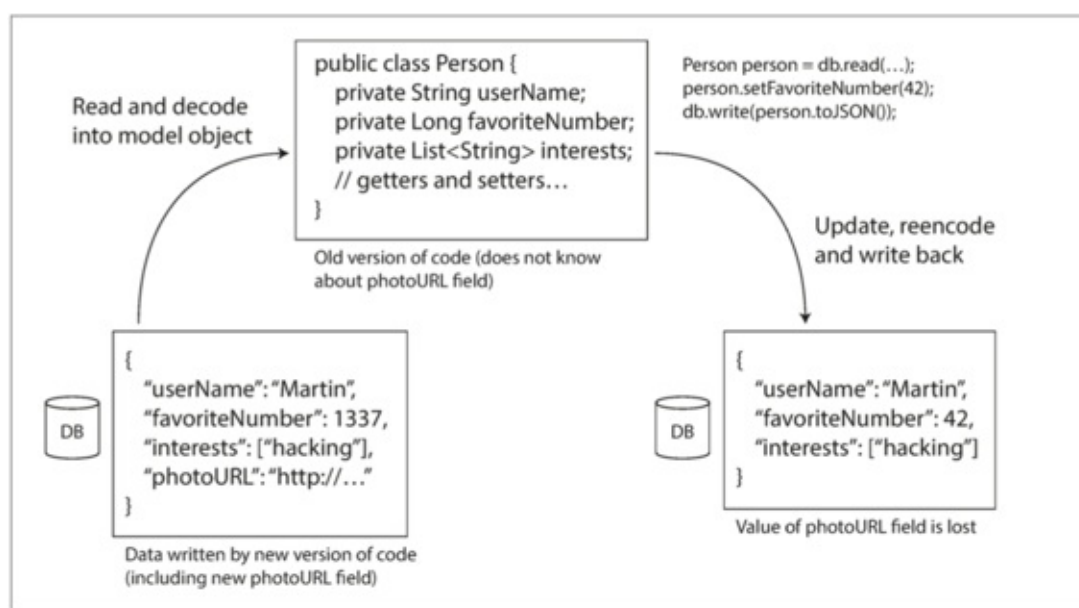 Read and decode
into model object
public class Person {
private String userName;
private Long favoriteNumber;
private List<String> interests;
// getters and setters…
}
Old version of code (does not know
about photoURL field)
Person person = db.read(…);
person.setFavoriteNumber(42);
db.write(person.toJSON());
Update, reencode
and write back
DB
{
“userName”: “Martin”,
“favoriteNumber”: 1337,
“interests”: [“hacking”],
“photoURL”: “http://…”
}
Data written by new version of code
(including new photoURL field)
DB
{
“userName”: “Martin”,
“favoriteNumber”: 42,
“interests”: [“hacking”]
}
Value of photoURL field is lost